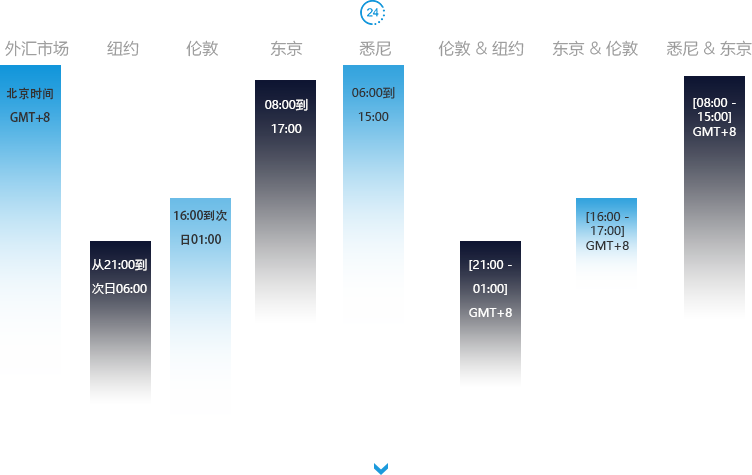 24
外汇市场 纽约 伦敦 东京 悉尼 伦敦 & 纽约 东京 & 伦敦 悉尼 & 东京
北京时间
GMT+8
从21:00到
次日06:00
16:00到次
日01:00
08:00到
17:00
06:00到
15:00
[21:00 -
01:00]
GMT+8
[16:00 -
17:00]
GMT+8
[08:00 -
15:00]
GMT+8